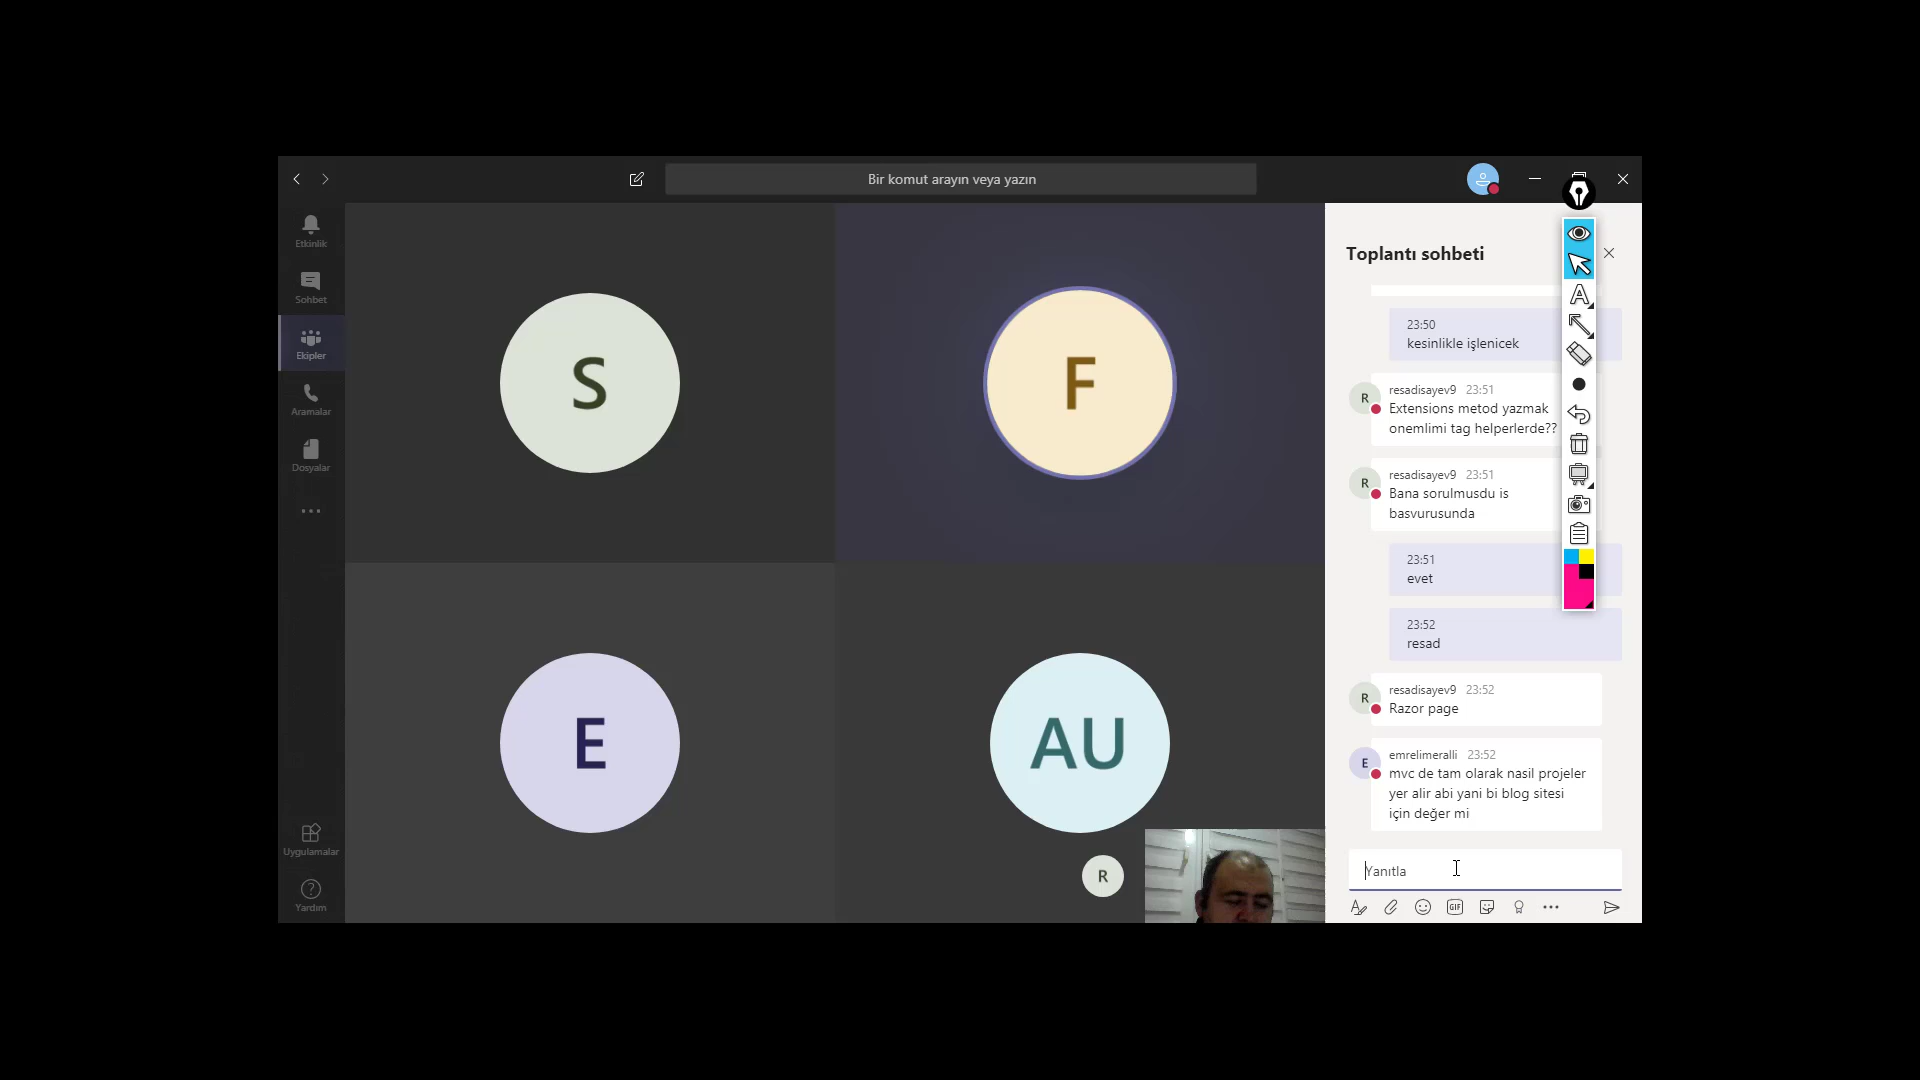 Bir komut arayın veya yazın
Etkinlik
Sohbet
Ekipler
Aramalar
Dosyalar
Uygulamalar
Yardım
S
F
E
AU
R
Toplantı sohbeti
23:50
kesinlikle işlenicek
R
resadisayev9 23:51
Extensions metod yazmak
onemlimi tag helperlerde??
R
resadisayev9 23:51
Bana sorulmusdu is
basvurusunda
23:51
evet
23:52
resad
R
resadisayev9 23:52
Razor page
E
emrelimeralli 23:52
mvc de tam olarak nasil projeler
yer alir abi yani bi blog sitesi
için değer mi
Yanıtla
GIF